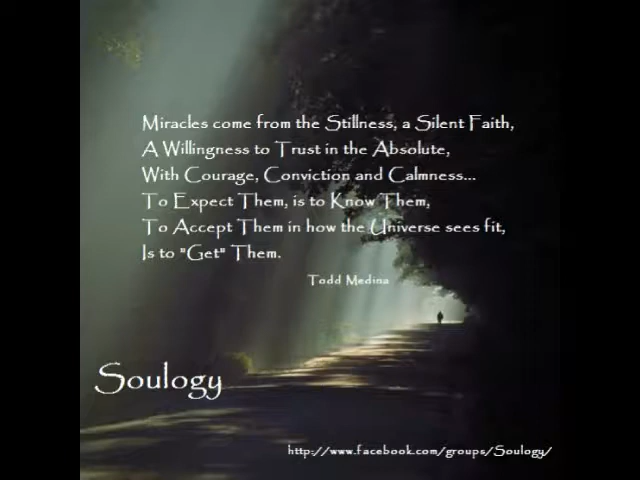 Miracles come from the Stillness, a Silent Faith,
A Willingness to Trust in the Absolute,
With Courage, Conviction and Calmness...
To Expect Them, is to Know Them,
To Accept Them in how the Universe sees fit,
Is to "Get" Them.
Todd Medina
Soulogy
http://www.facebook.com/groups/Soulogy/